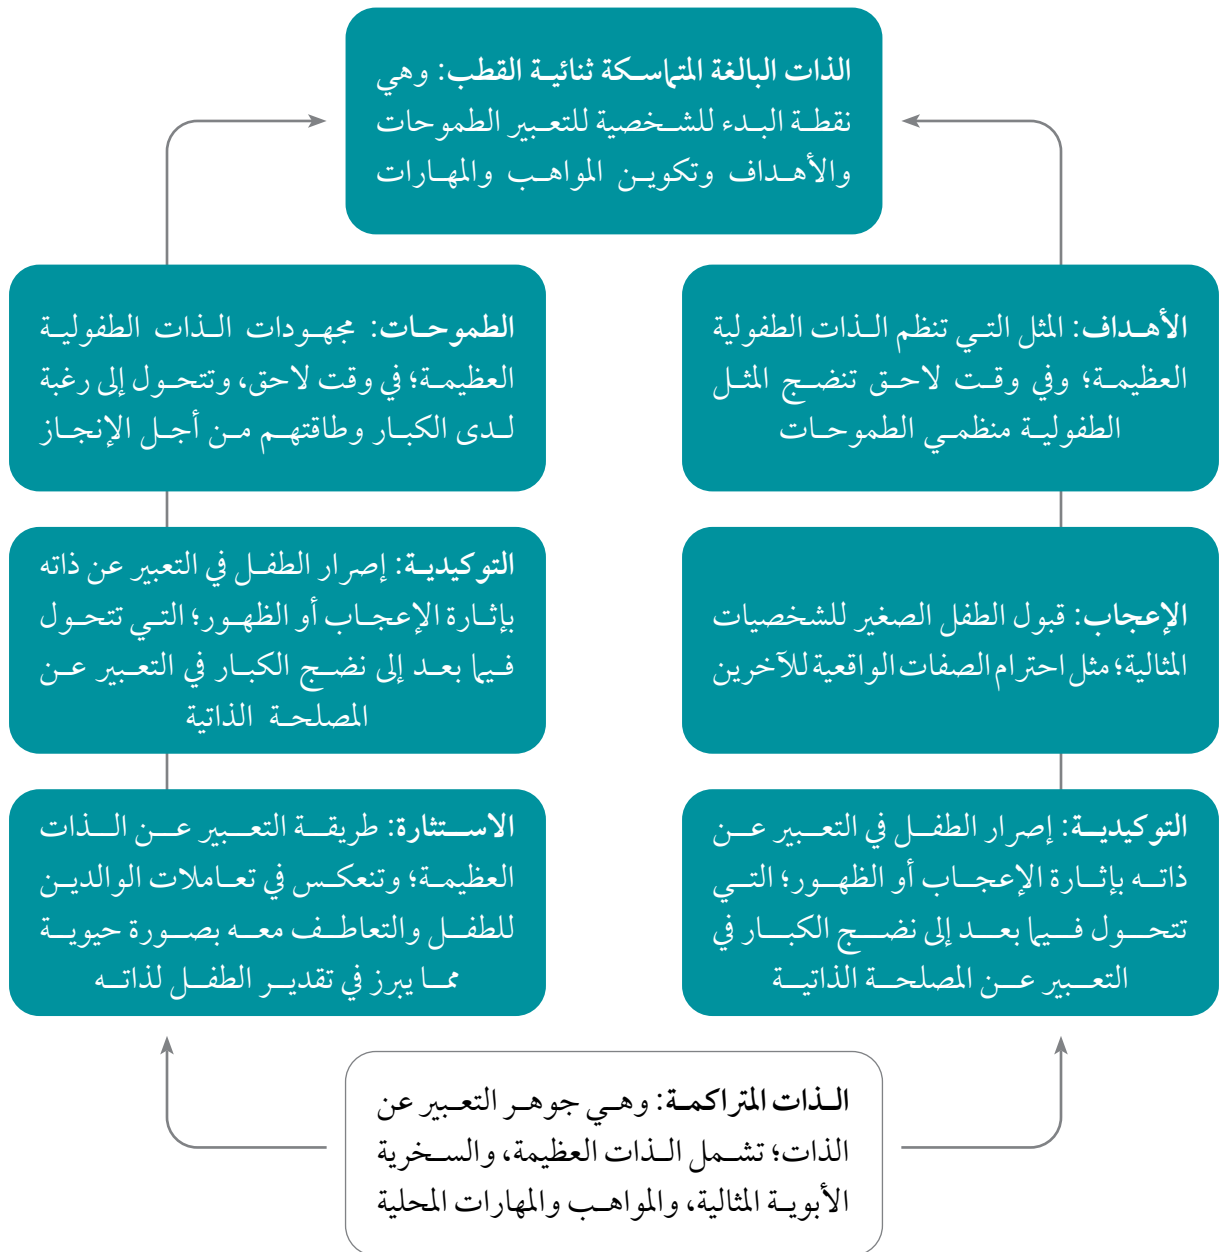 الذات البالغة المتماسكة ثنائية القطب: وهي
نقطة البدء للشخصية للتعبير الطموحات
والأهداف وتكوين المواهب والمهارات
الأهداف: المثل التي تنظم الذات الطفولية
العظيمة؛ وفي وقت لاحق تنضج المثل
الطفولية منظمي الطموحات
الطموحات: مجهودات الذات الطفولية
العظيمة؛ في وقت لاحق، وتتحول إلى رغبة
لدى الكبار وطاقتهم من أجل الإنجاز
الإعجاب: قبول الطفل الصغير للشخصيات
المثالية؛ مثل احترام الصفات الواقعية للآخرين
التوكيدية: إصرار الطفل في التعبير عن ذاته
بإثارة الإعجاب أو الظهور؛ التي تتحول
فيما بعد إلى نضج الكبار في التعبير عن
المصلحة الذاتية
التوكيدية: إصرار الطفل في التعبير عن
ذاته بإثارة الإعجاب أو الظهور؛ التي
تتحول فيما بعد إلى نضج الكبار في
التعبير عن المصلحة الذاتية
الاستثارة: طريقة التعبير عن الذات
العظيمة؛ وتنعكس في تعاملات الوالدين
للطفل والتعاطف معه بصورة حيوية
مما يبرز في تقدير الطفل لذاته
الذات المتراكمة: وهي جوهر التعبير عن
الذات؛ تشمل الذات العظيمة، والسخرية
الأبوية المثالية، والمواهب والمهارات المحلية